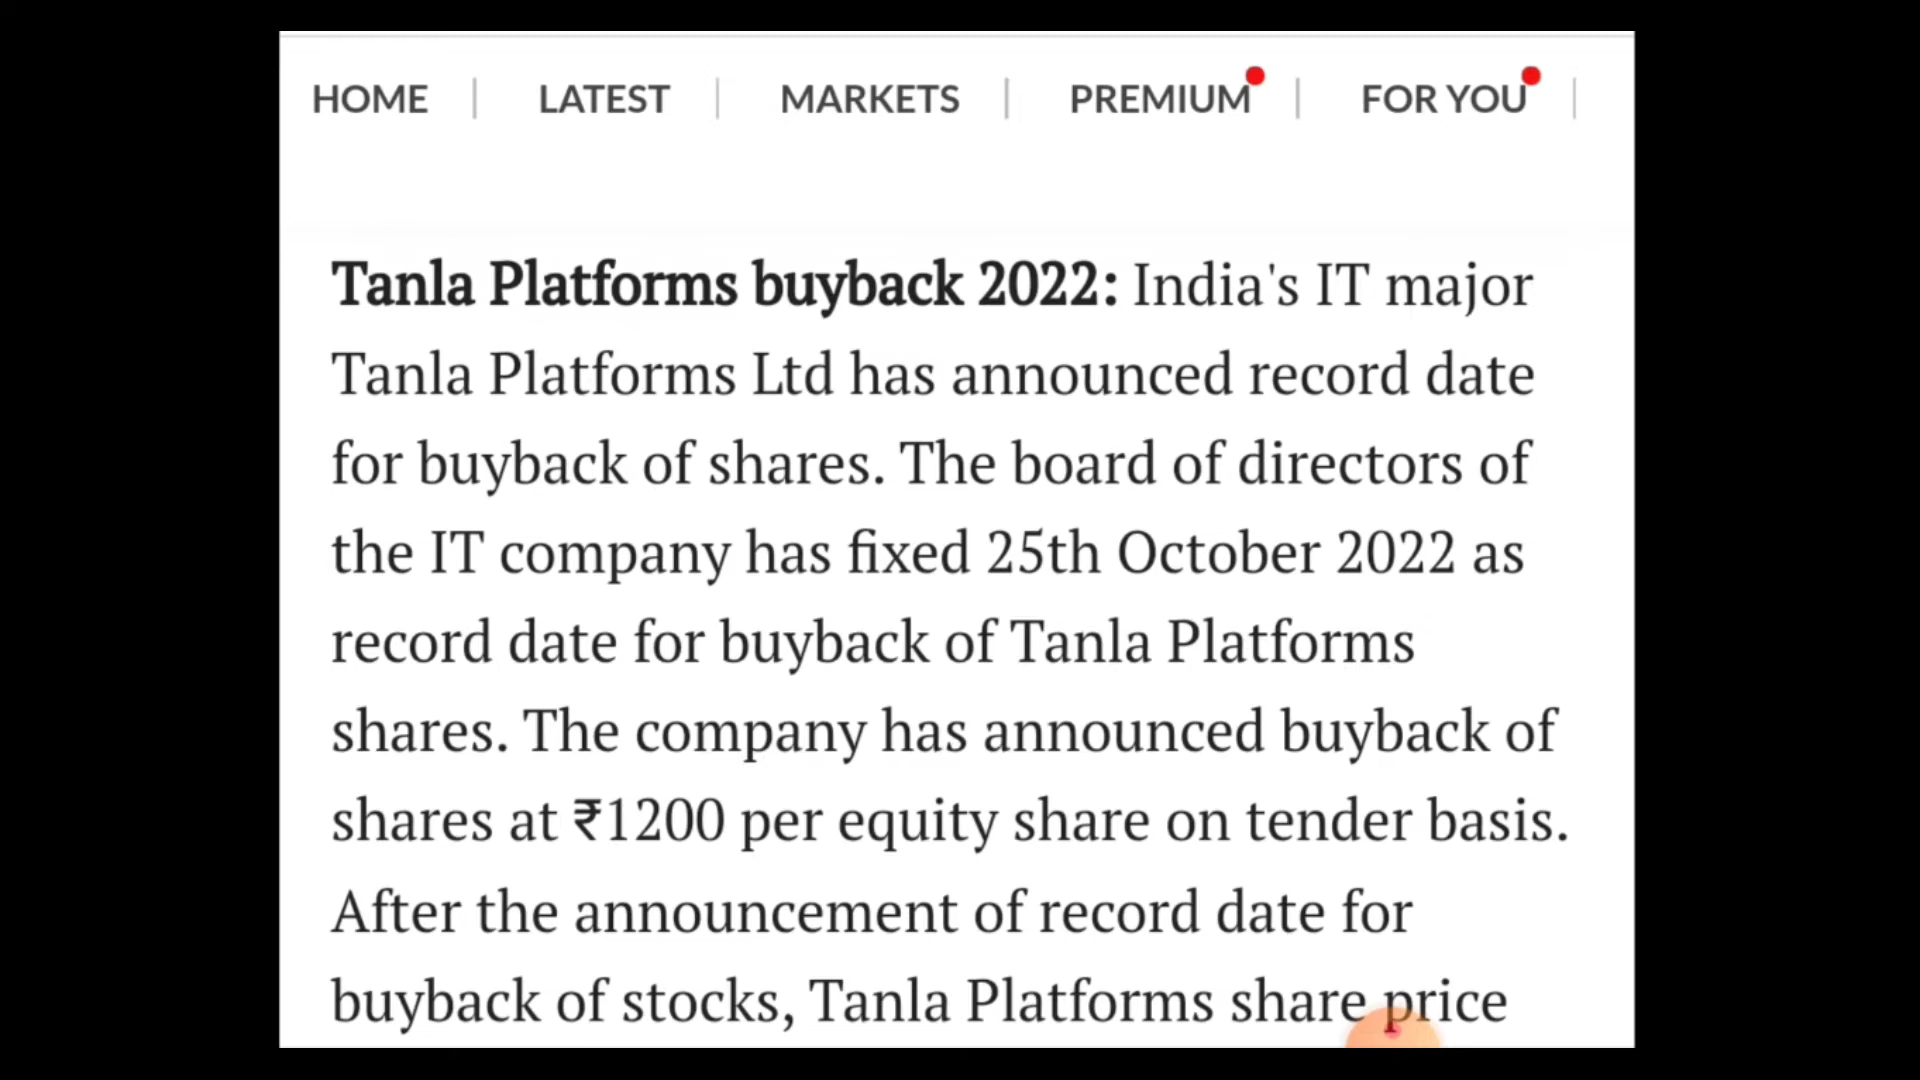 HOME | LATEST | MARKETS | PREMIUM | FOR YOU |
Tanla Platforms buyback 2022: India's IT major
Tanla Platforms Ltd has announced record date
for buyback of shares. The board of directors of
the IT company has fixed 25th October 2022 as
record date for buyback of Tanla Platforms
shares. The company has announced buyback of
shares at ₹1200 per equity share on tender basis.
After the announcement of record date for
buyback of stocks, Tanla Platforms share price